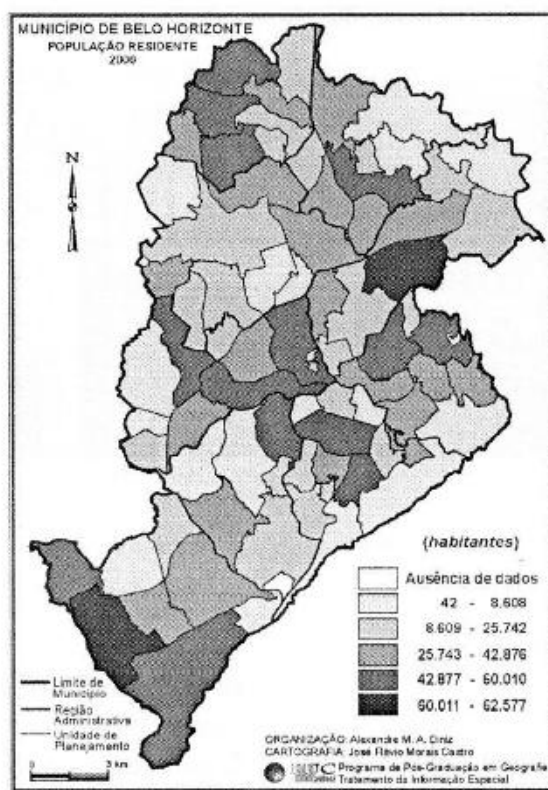 MUNICÍPIO DE BELO HORIZONTE
POPULAÇÃO RESIDENTE
2000
N
(habitantes)
Ausência de dados
42 - 8.608
8.609 - 25.742
25.743 - 42.876
42.877 - 60.010
60.011 - 62.577
Limite de
Município
Região
Administrativa
Unidade de
Planejamento
0 3 km
ORGANIZAÇÃO: Alexandre M. A. Diniz
CARTOGRAFIA: José Flávio Morais Castro
Programa de Pós-Graduação em Geografia
Tratamento da Informação Espacial